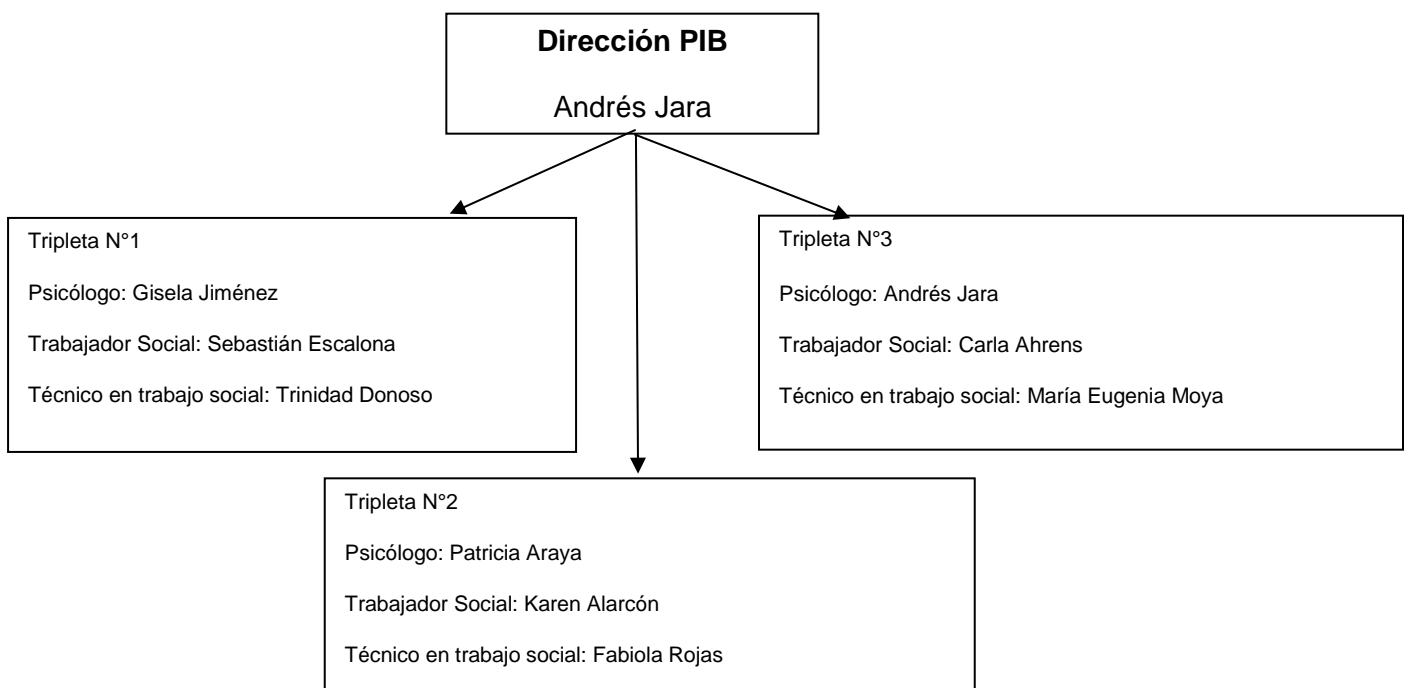 Dirección PIB
Andrés Jara
Tripleta N°1
Psicólogo: Gisela Jiménez
Trabajador Social: Sebastián Escalona
Técnico en trabajo social: Trinidad Donoso
Tripleta N°3
Psicólogo: Andrés Jara
Trabajador Social: Carla Ahrens
Técnico en trabajo social: María Eugenia Moya
Tripleta N°2
Psicólogo: Patricia Araya
Trabajador Social: Karen Alarcón
Técnico en trabajo social: Fabiola Rojas